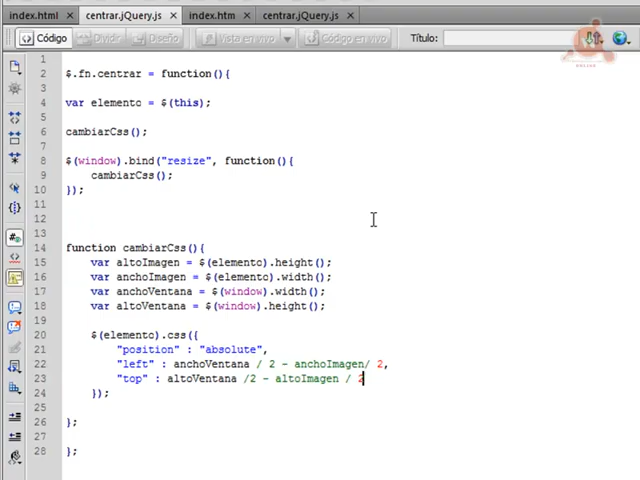 index.html × centrar.jQuery.js × index.htm × centrar.jQuery.js ×
Código Dividir Diseño Vista en vivo Código en vivo Título:
1
2 $.fn.centrar = function(){
3
4 var elemento = $(this);
5
6 cambiarCss();
7
8 $(window).bind("resize", function(){
9 cambiarCss();
10 });
11
12
13
14 function cambiarCss(){
15 var altoImagen = $(elemento).height();
16 var anchoImagen = $(elemento).width();
17 var anchoVentana = $(window).width();
18 var altoVentana = $(window).height();
19
20 $(elemento).css({
21 "position" : "absolute",
22 "left" : anchoVentana / 2 - anchoImagen/ 2,
23 "top" : altoVentana /2 - altoImagen / 2
24 });
25
26 };
27
28 };